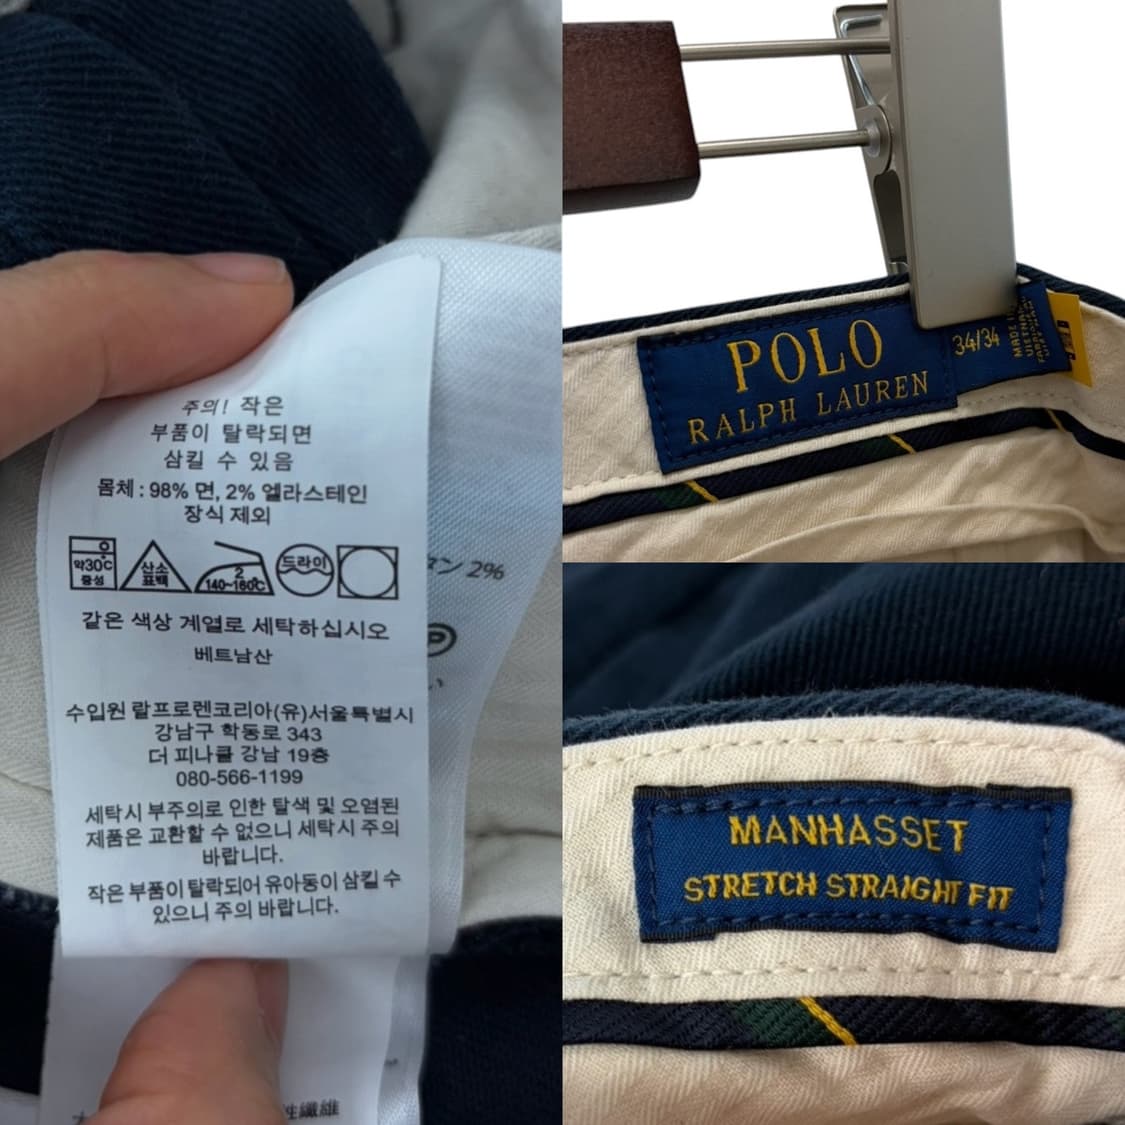 주의! 작은
부품이 탈락되면
삼킬 수 있음
몸체 : 98% 면, 2% 엘라스테인
장식 제외
약30℃
중성
산소
표백
2
140~160℃
드라이
같은 색상 계열로 세탁하십시오
베트남산
수입원 랄프로렌코리아(유)서울특별시
강남구 학동로 343
더 피나클 강남 19층
080-566-1199
세탁시 부주의로 인한 탈색 및 오염된
제품은 교환할 수 없으니 세탁시 주의
바랍니다.
작은 부품이 탈락되어 유아동이 삼킬 수
있으니 주의 바랍니다.
2%
P
POLO
RALPH LAUREN
34/34
MADE IN
MANHASSET
STRETCH STRAIGHT FIT